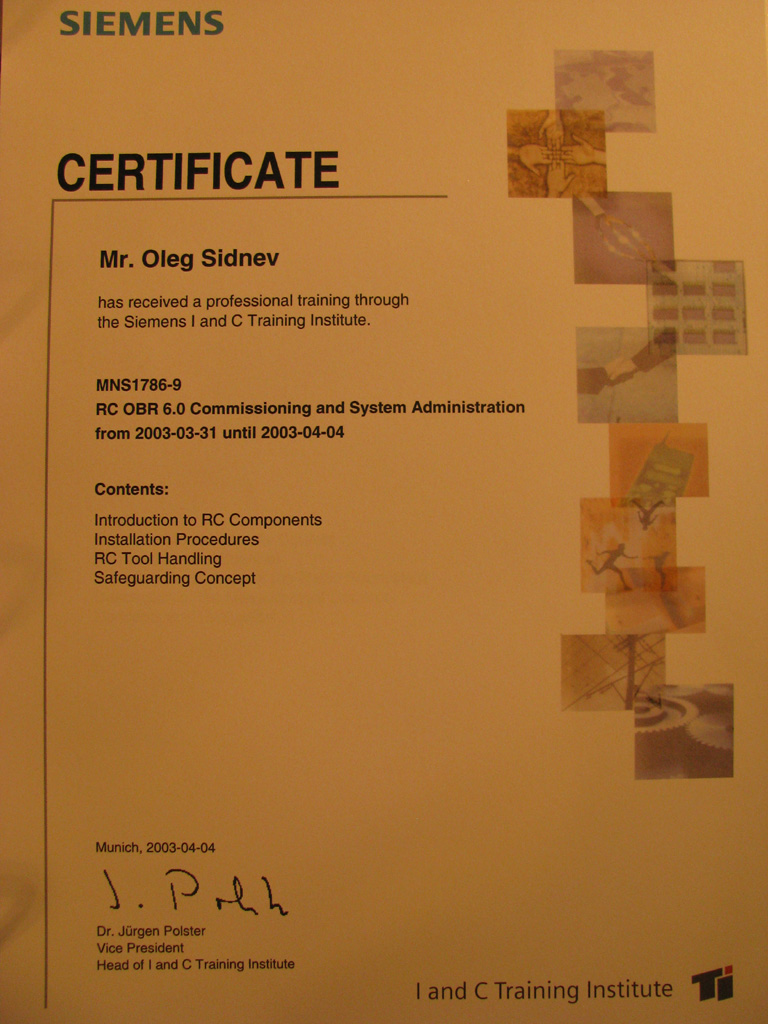 SIEMENS
CERTIFICATE
Mr. Oleg Sidnev
has received a professional training through
the Siemens I and C Training Institute.
MNS1786-9
RC OBR 6.0 Commissioning and System Administration
from 2003-03-31 until 2003-04-04
Contents:
Introduction to RC Components
Installation Procedures
RC Tool Handling
Safeguarding Concept
Munich, 2003-04-04
Dr. Jürgen Polster
Vice President
Head of I and C Training Institute
I and C Training Institute Ti